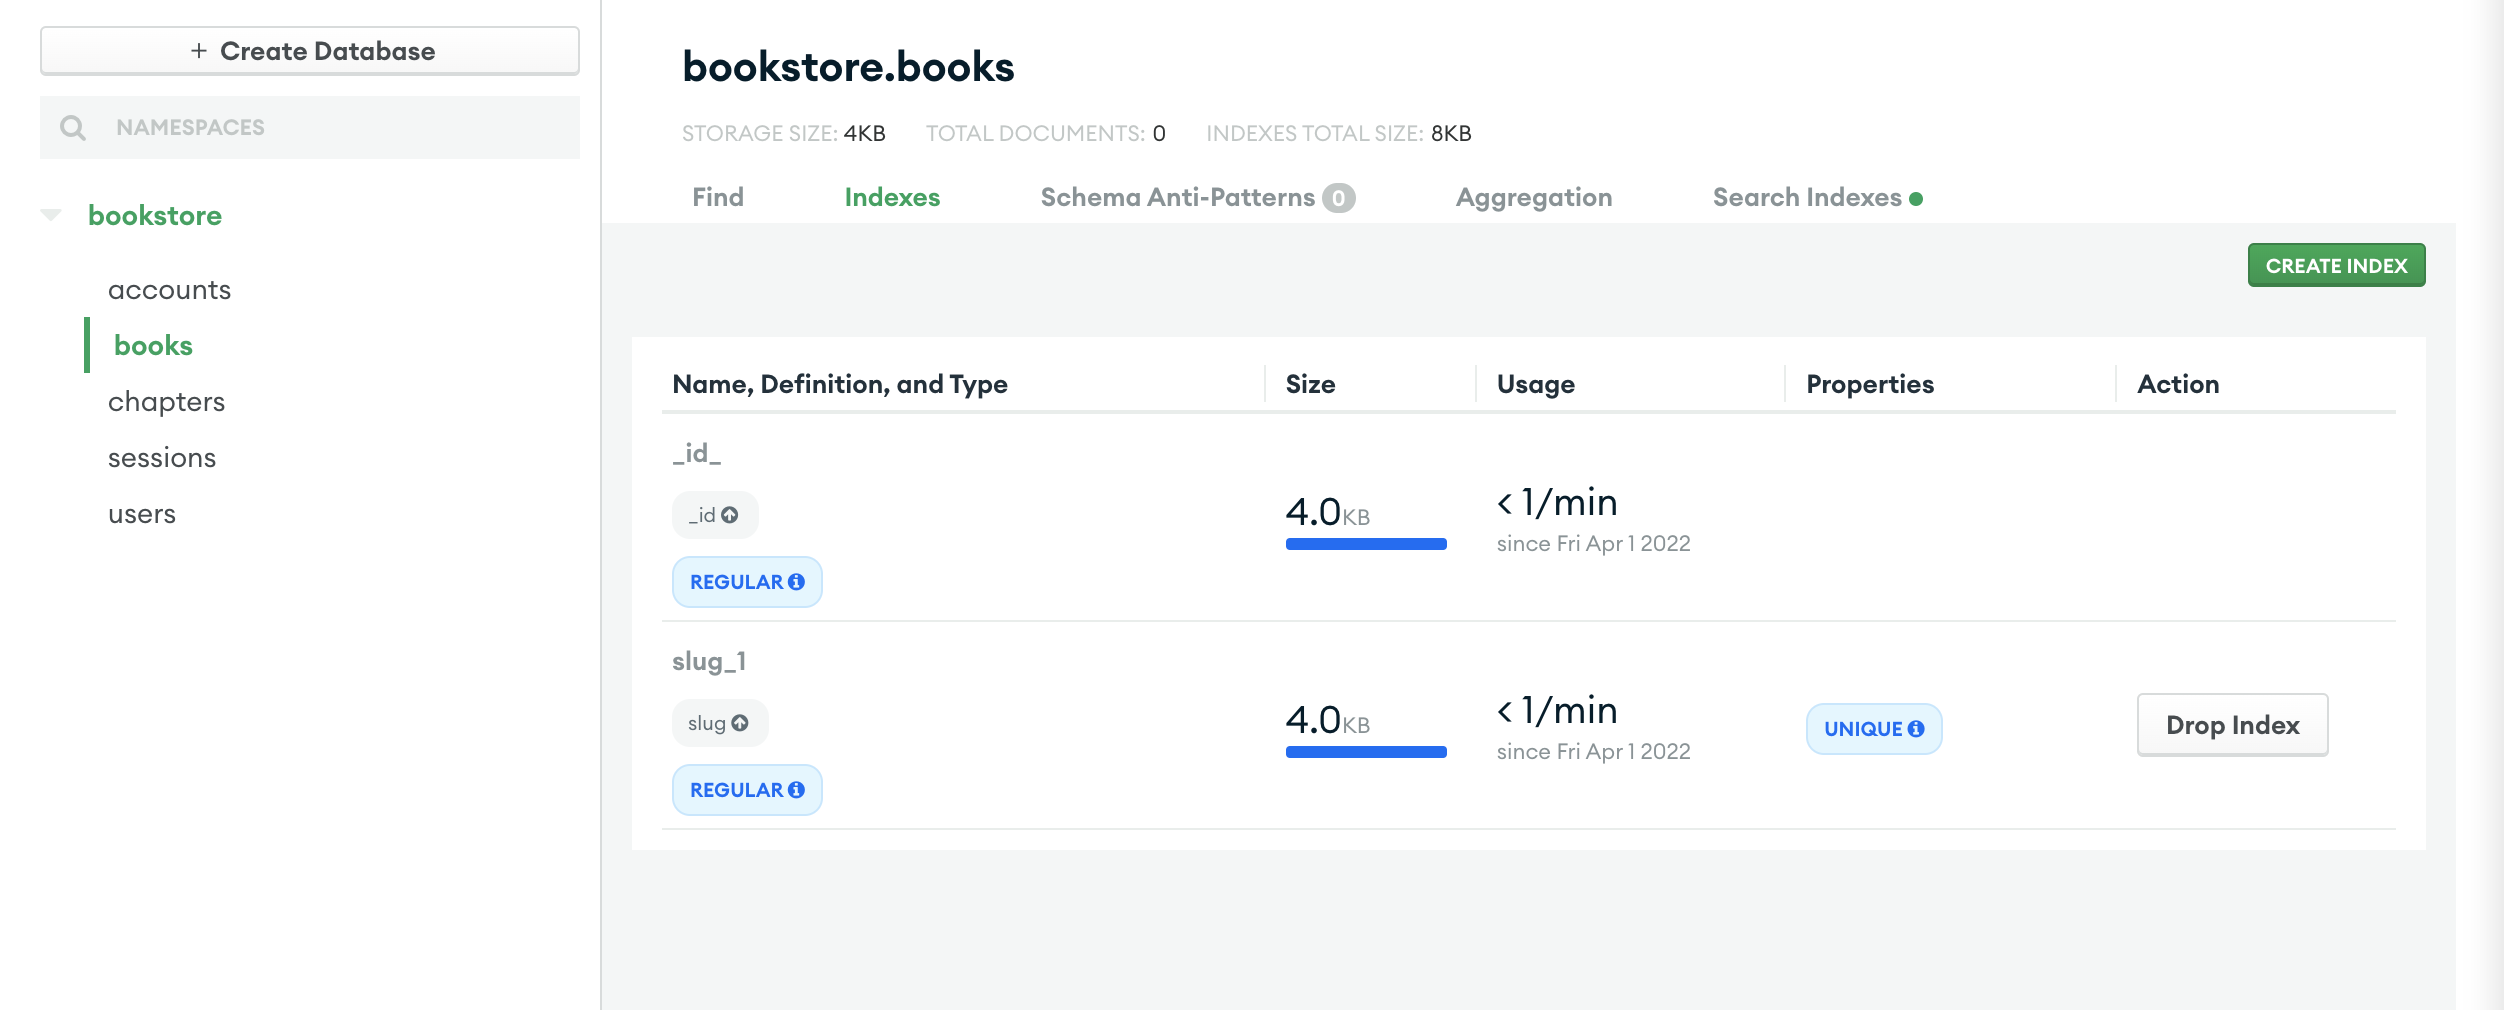 + Create Database
NAMESPACES
bookstore
accounts
books
chapters
sessions
users
bookstore.books
STORAGE SIZE: 4KB TOTAL DOCUMENTS: 0 INDEXES TOTAL SIZE: 8KB
Find Indexes Schema Anti-Patterns 0 Aggregation Search Indexes
CREATE INDEX
Name, Definition, and Type Size Usage Properties Action
_id_
_id
REGULAR
4.0KB
< 1/min
since Fri Apr 1 2022
slug_1
slug
REGULAR
4.0KB
< 1/min
since Fri Apr 1 2022
UNIQUE
Drop Index